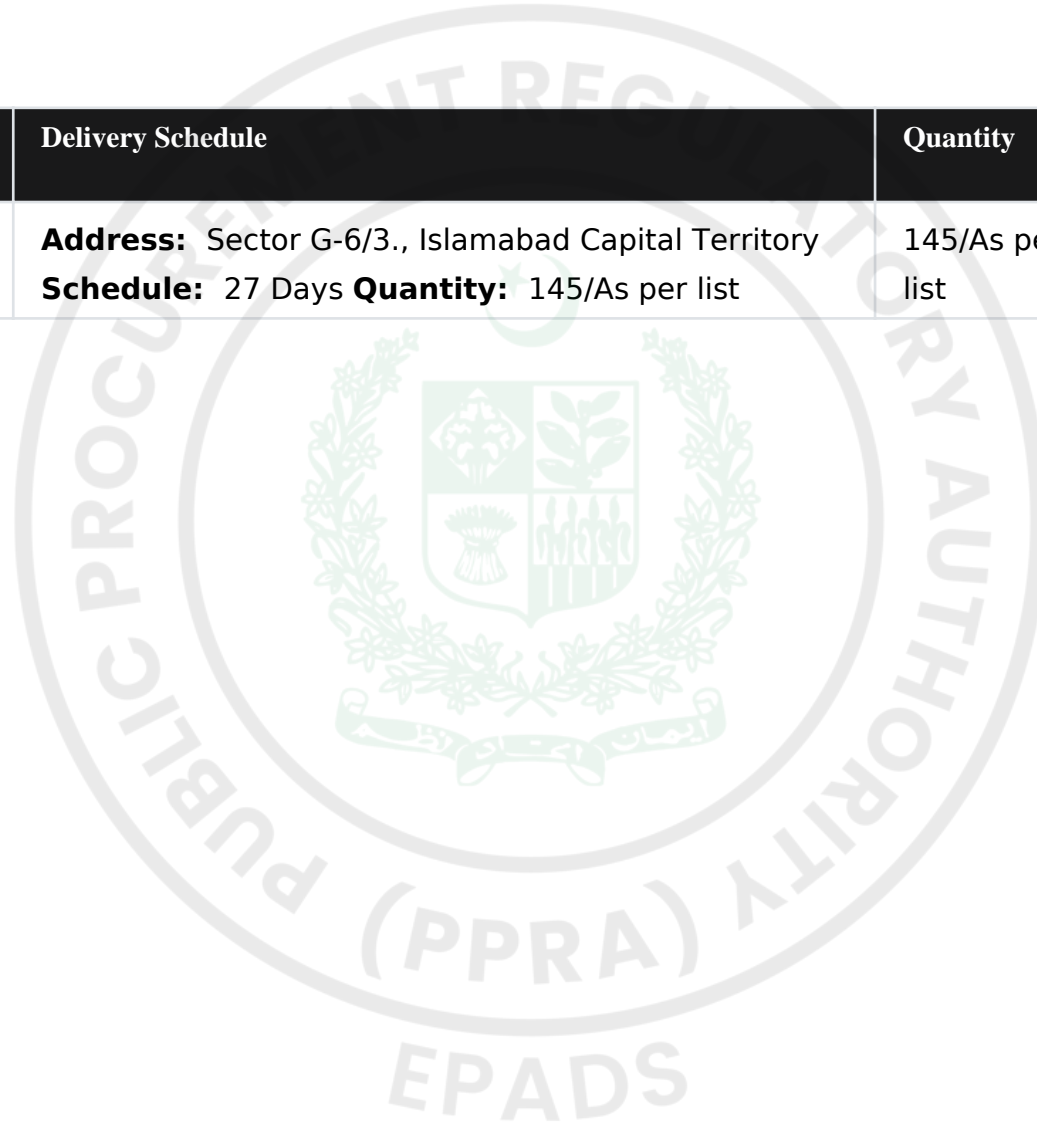 Delivery Schedule
Quantity
Address: Sector G-6/3., Islamabad Capital Territory
Schedule: 27 Days Quantity: 145/As per list
145/As pe
list
PUBLIC PROCUREMENT REGULATORY AUTHORITY
(PPRA)
EPADS